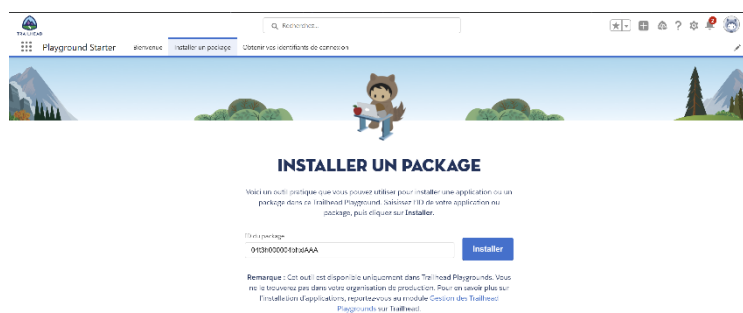 TRAILHEAD
Recherchez...
Playground Starter Bienvenue Installer un package Obtenir vos identifiants de connexion
INSTALLER UN PACKAGE
Voici un outil pratique que vous pouvez utiliser pour installer une application ou un
package dans ce Trailhead Playground. Saisissez l'ID de votre application ou
package, puis cliquez sur Installer.
ID du package
Installer
Remarque : Cet outil est disponible uniquement dans Trailhead Playgrounds. Vous
ne le trouverez pas dans votre organisation de production. Pour en savoir plus sur
l'installation d'applications, reportez-vous au module Gestion des Trailhead
Playgrounds sur Trailhead.